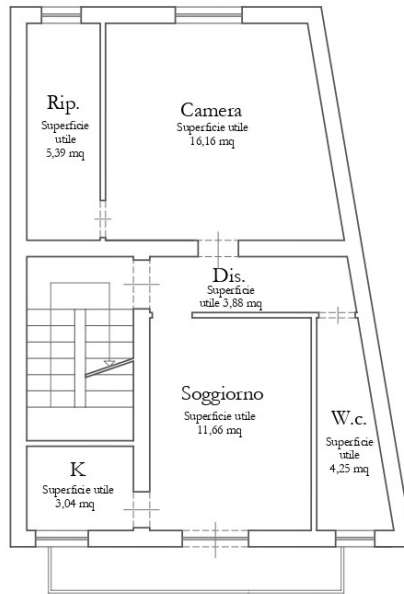 Rip.
Superficie
utile
5,39 mq
Camera
Superficie utile
16,16 mq
Dis.
Superficie
utile 3,88 mq
Soggiorno
Superficie utile
11,66 mq
W.c.
Superficie
utile
4,25 mq
K
Superficie utile
3,04 mq